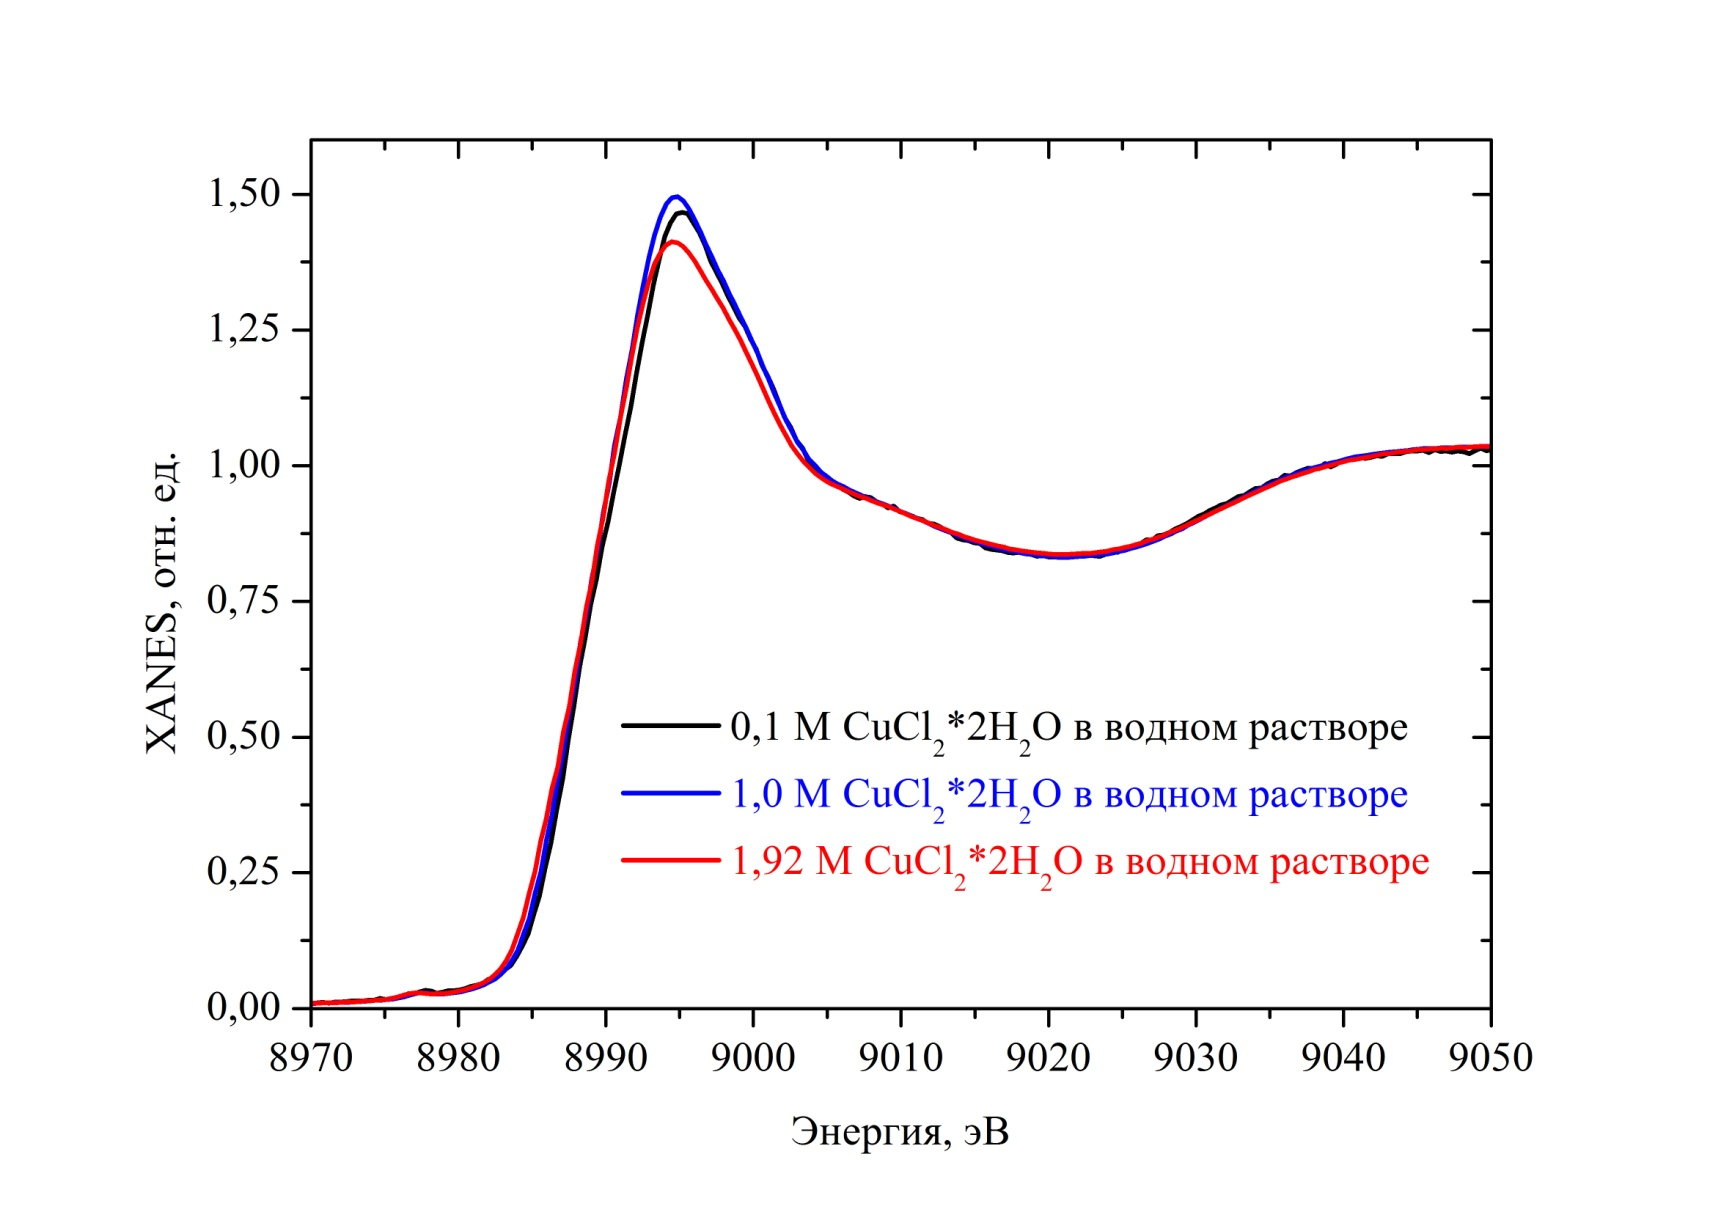 1,50
1,25
1,00
0,75
0,50
0,25
0,00
XANES, отн. ед.
0,1 М CuCl2*2H2O в водном растворе
1,0 М CuCl2*2H2O в водном растворе
1,92 М CuCl2*2H2O в водном растворе
8970 8980 8990 9000 9010 9020 9030 9040 9050
Энергия, эВ